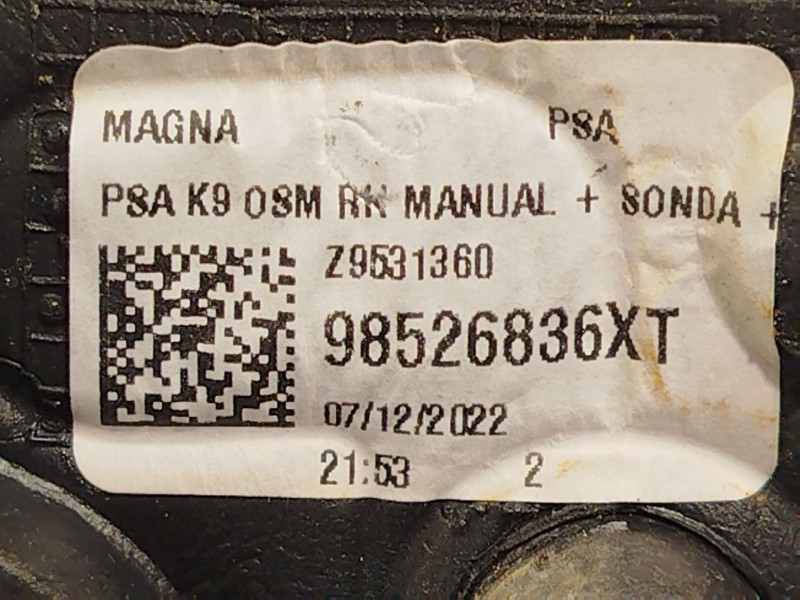 MAGNA PSA
PSA K9 OSM RH MANUAL + SONDA +
Z9531360
98526836XT
07/12/2022
21:53 2